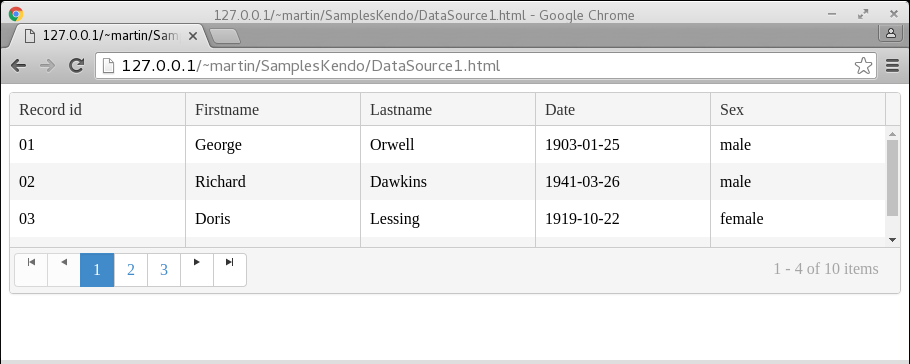 127.0.0.1/~martin/SamplesKendo/DataSource1.html - Google Chrome
127.0.0.1/~martin/Sam
127.0.0.1/~martin/SamplesKendo/DataSource1.html
Record id Firstname Lastname Date Sex
01 George Orwell 1903-01-25 male
02 Richard Dawkins 1941-03-26 male
03 Doris Lessing 1919-10-22 female
1 2 3 1 - 4 of 10 items